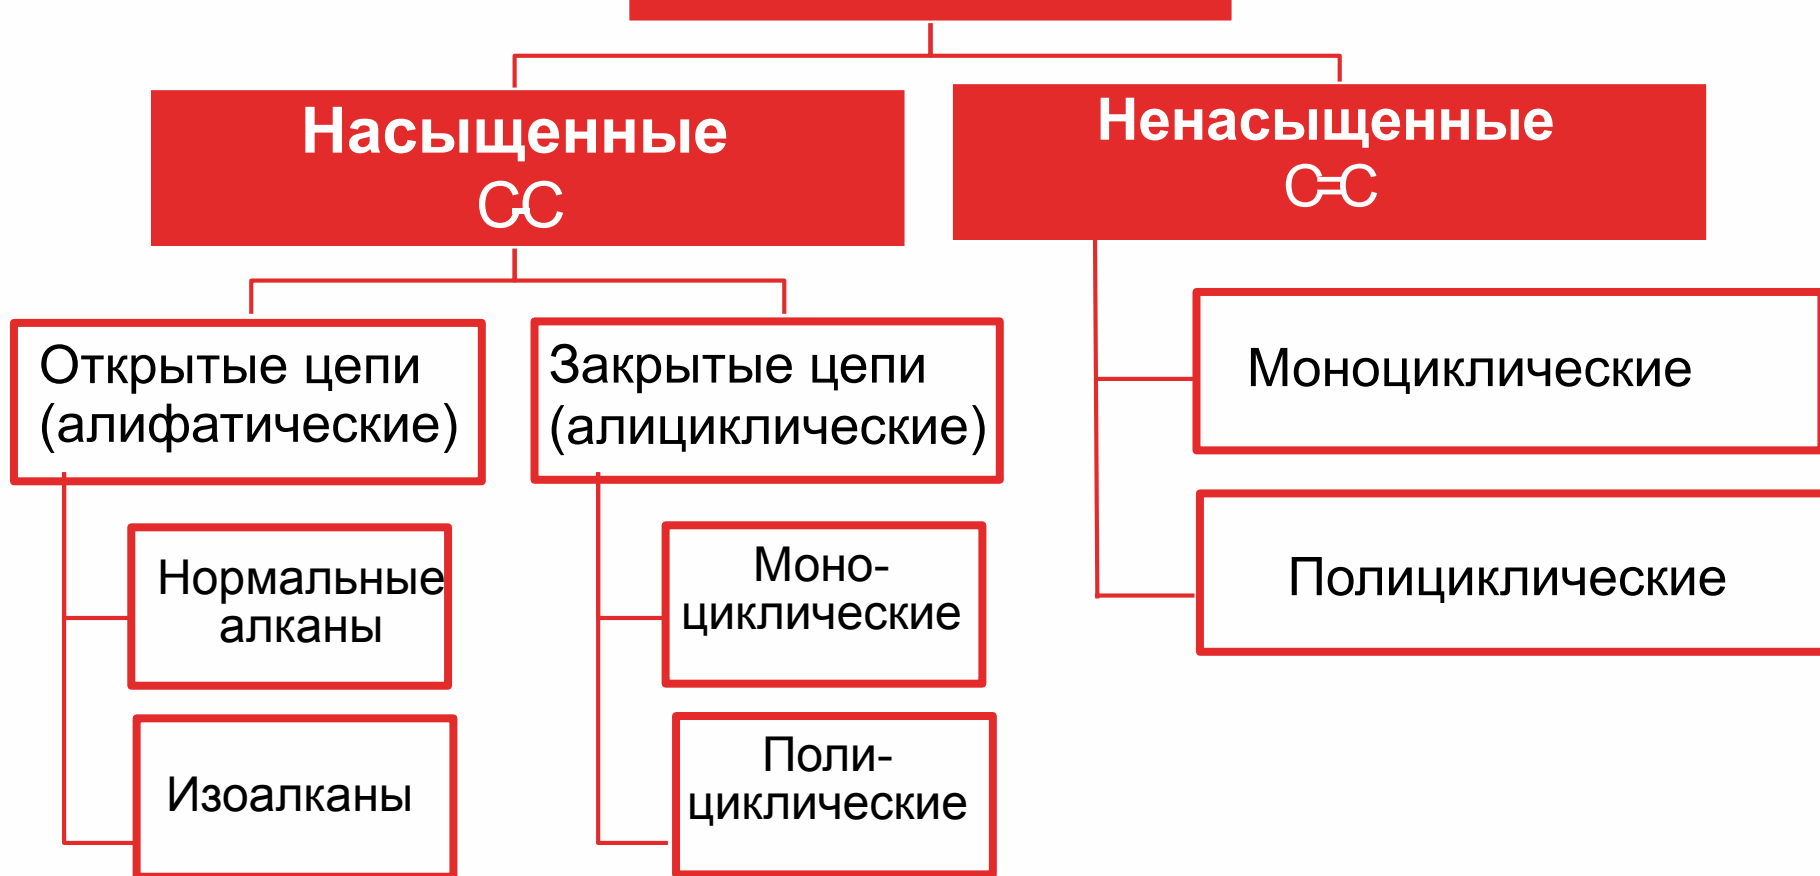 Насыщенные
C-C
Ненасыщенные
C=C
Открытые цепи
(алифатические)
Закрытые цепи
(алициклические)
Моноциклические
Полициклические
Нормальные
алканы
Моно-
циклические
Изоалканы
Поли-
циклические